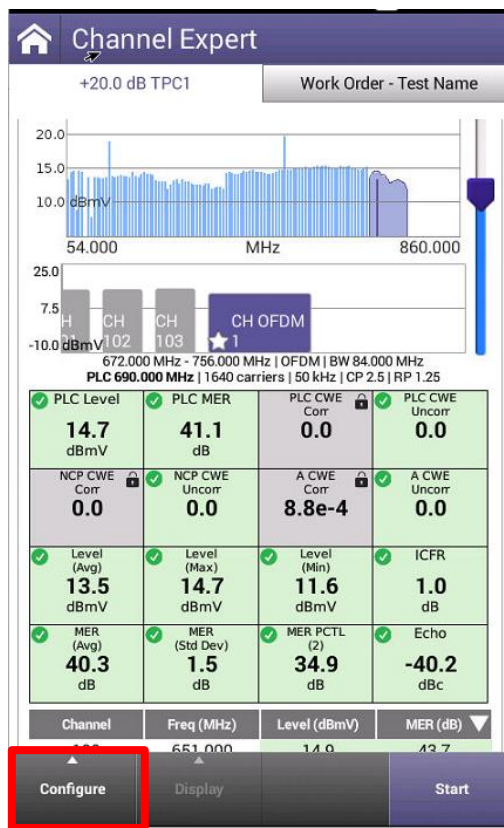 Channel Expert
+20.0 dB TPC1
Work Order - Test Name
20.0
15.0
10.0 dBmV
54.000 MHz 860.000
25.0
7.5
-10.0 dBmV
CH 102
CH 103
CH OFDM 1
672.000 MHz - 756.000 MHz | OFDM | BW 84.000 MHz
PLC 690.000 MHz | 1640 carriers | 50 kHz | CP 2.5 | RP 1.25
PLC Level
14.7
dBmV
PLC MER
41.1
dB
PLC CWE
Corr
0.0
PLC CWE
Uncorr
0.0
NCP CWE
Corr
0.0
NCP CWE
Uncorr
0.0
A CWE
Corr
8.8e-4
A CWE
Uncorr
0.0
Level
(Avg)
13.5
dBmV
Level
(Max)
14.7
dBmV
Level
(Min)
11.6
dBmV
ICFR
1.0
dB
MER
(Avg)
40.3
dB
MER
(Std Dev)
1.5
dB
MER PCTL
(2)
34.9
dB
Echo
-40.2
dBc
Channel Freq (MHz) Level (dBmV) MER (dB)
651.000 14.9 43.7
Configure
Display
Start